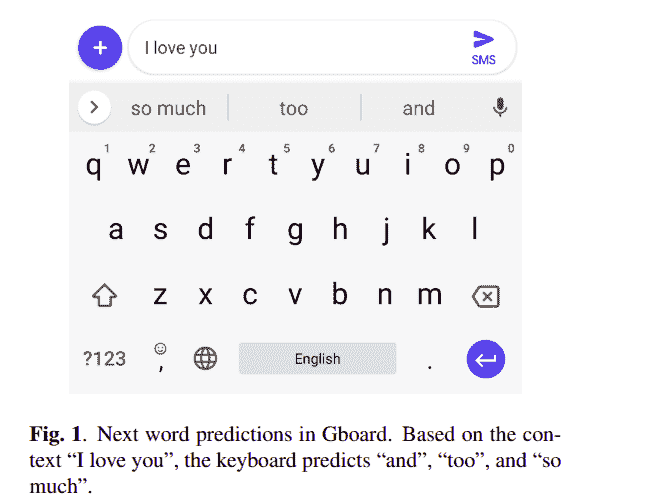 + I love you SMS
> so much too and
q1 w2 e3 r4 t5 y6 u7 i8 o9 p0
a s d f g h j k l
z x c v b n m
?123 , English .
Fig. 1. Next word predictions in Gboard. Based on the con-
text “I love you”, the keyboard predicts “and”, “too”, and “so
much”.